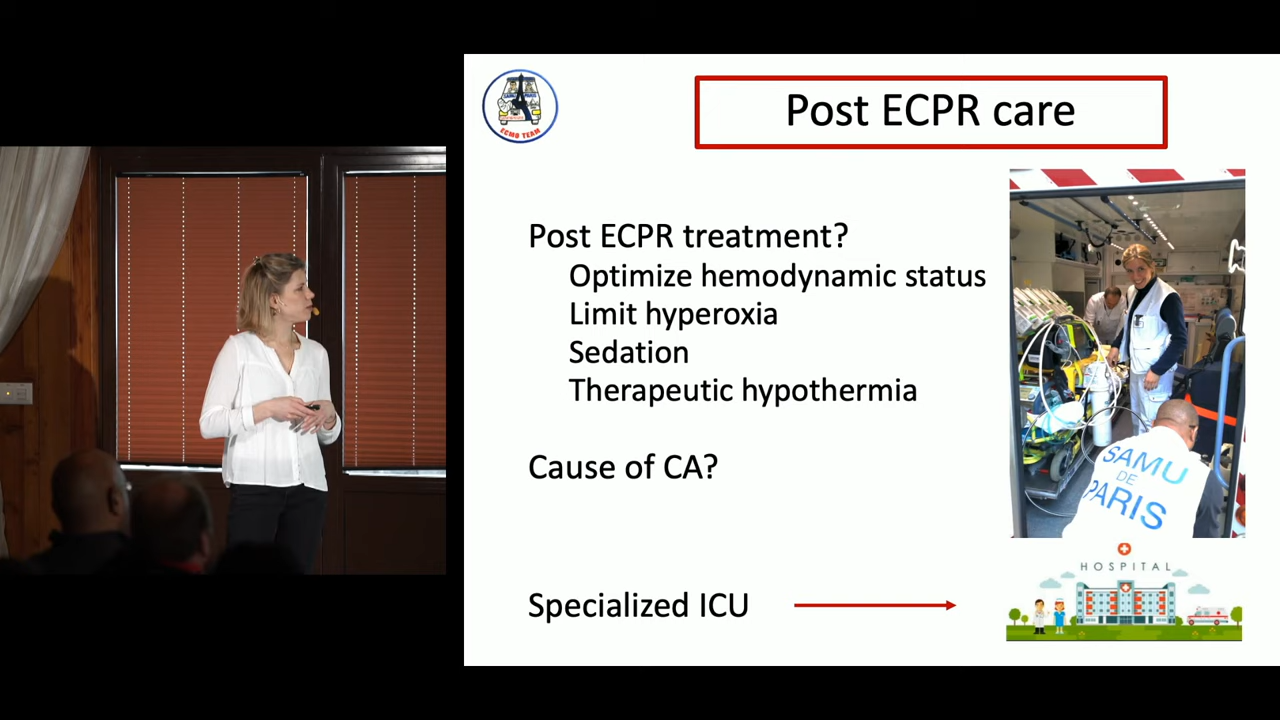 Post ECPR care
ECMO TEAM
Post ECPR treatment?
Optimize hemodynamic status
Limit hyperoxia
Sedation
Therapeutic hypothermia
Cause of CA?
Specialized ICU
SAMU
DE
PARIS
HOSPITAL